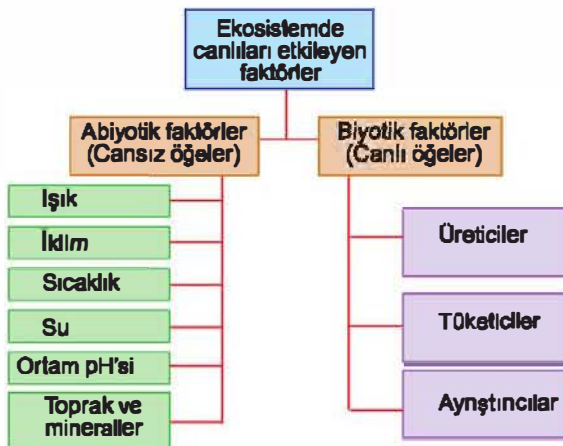 Ekosistemde
canlıları etkileyen
faktörler
Abiyotik faktörler
(Cansız öğeler)
Biyotik faktörler
(Canlı öğeler)
Işık
İklim
Sıcaklık
Su
Ortam pH'si
Toprak ve
mineraller
Üreticiler
Tüketiciler
Ayrıştırıcılar